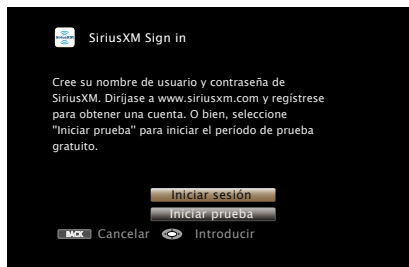 SiriusXM Sign in
Cree su nombre de usuario y contraseña de
SiriusXM. Diríjase a www.siriusxm.com y regístrese
para obtener una cuenta. O bien, seleccione
"Iniciar prueba" para iniciar el período de prueba
gratuito.
Iniciar sesión
Iniciar prueba
BACK Cancelar Introducir